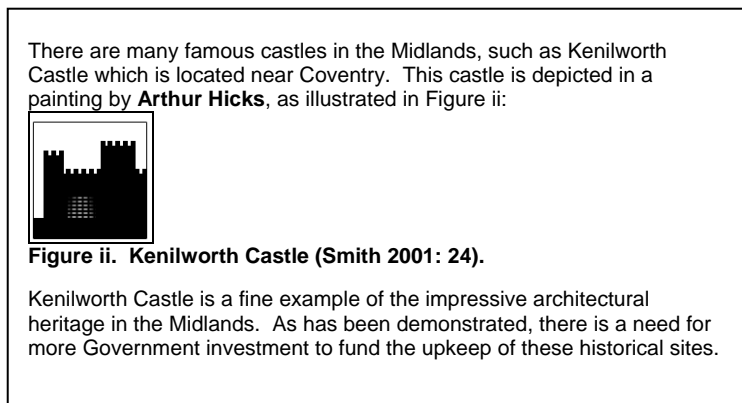 There are many famous castles in the Midlands, such as Kenilworth
Castle which is located near Coventry.  This castle is depicted in a
painting by Arthur Hicks, as illustrated in Figure ii:
Figure ii.  Kenilworth Castle (Smith 2001: 24).
Kenilworth Castle is a fine example of the impressive architectural
heritage in the Midlands.  As has been demonstrated, there is a need for
more Government investment to fund the upkeep of these historical sites.